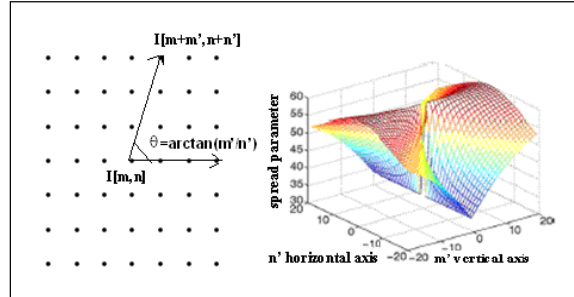 I[m+m',n+n']
θ=arctan(m'/n')
I[m,n]
spread parameter
60
55
50
45
40
35
30
20
10
0
-10
-20
-20
-10
0
10
20
n' horizontal axis
m' vertical axis